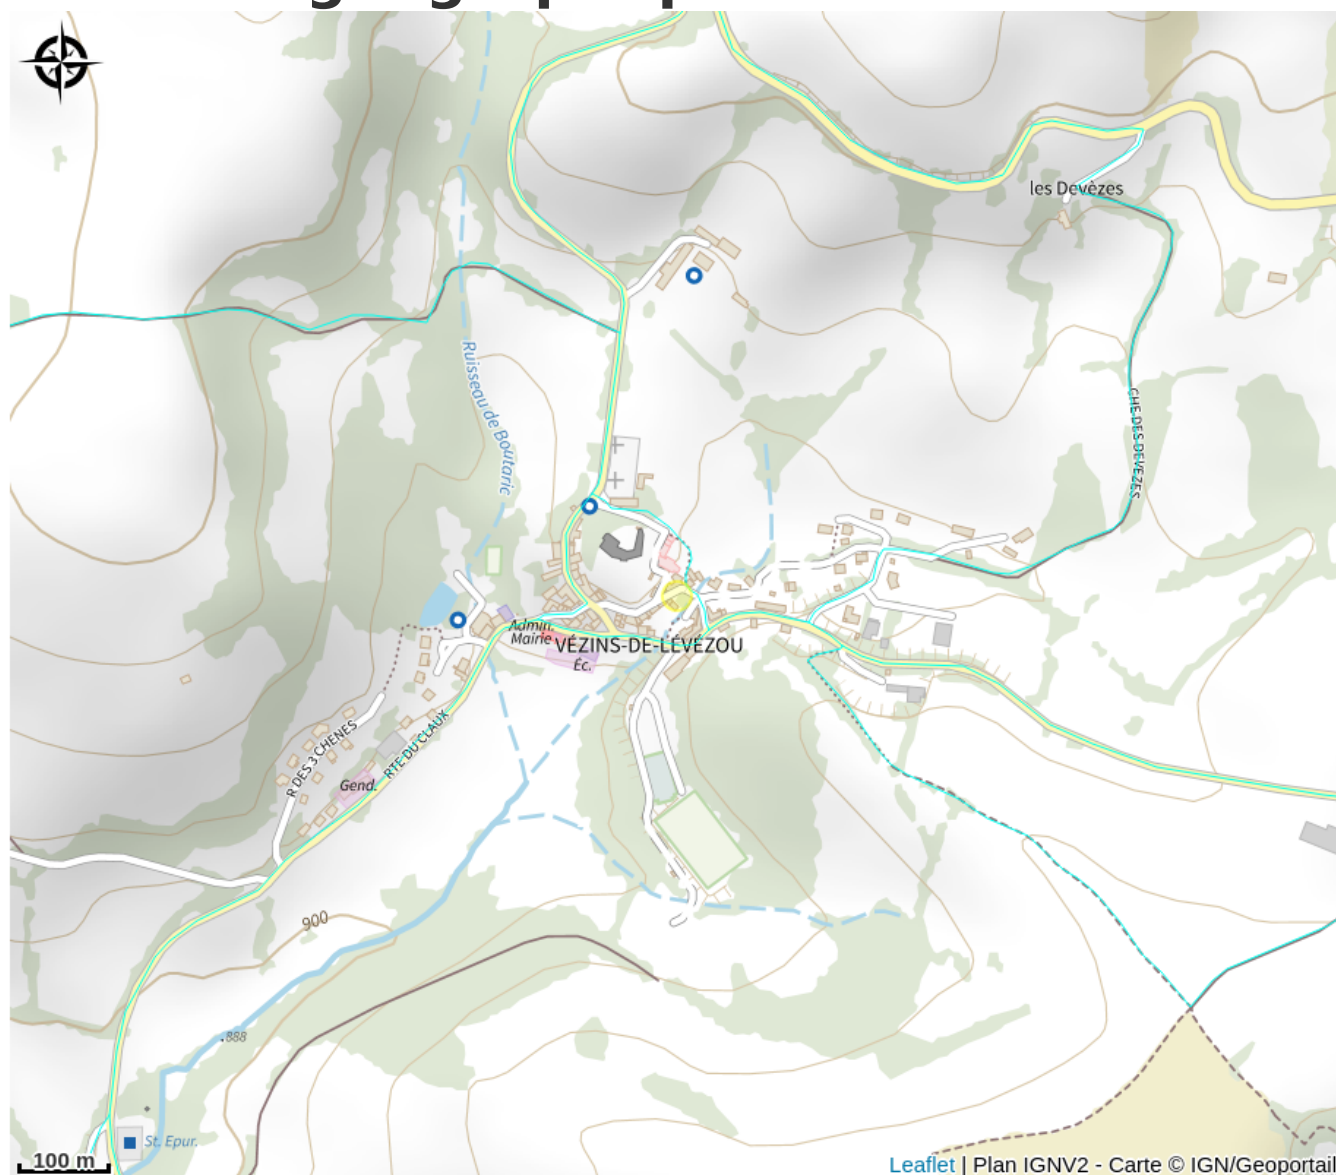 les Devèzes
Ruisseau de Boutaric
CHE DES DEVEZES
Admin.
Mairie
VÉZINS-DE-LÉVÉZOU
Éc.
R DES 3 CHENES
RTE DU CLAUX
Gend.
900
.888
St. Epur.
100 m
Leaflet | Plan IGNV2 - Carte © IGN/Geoportail